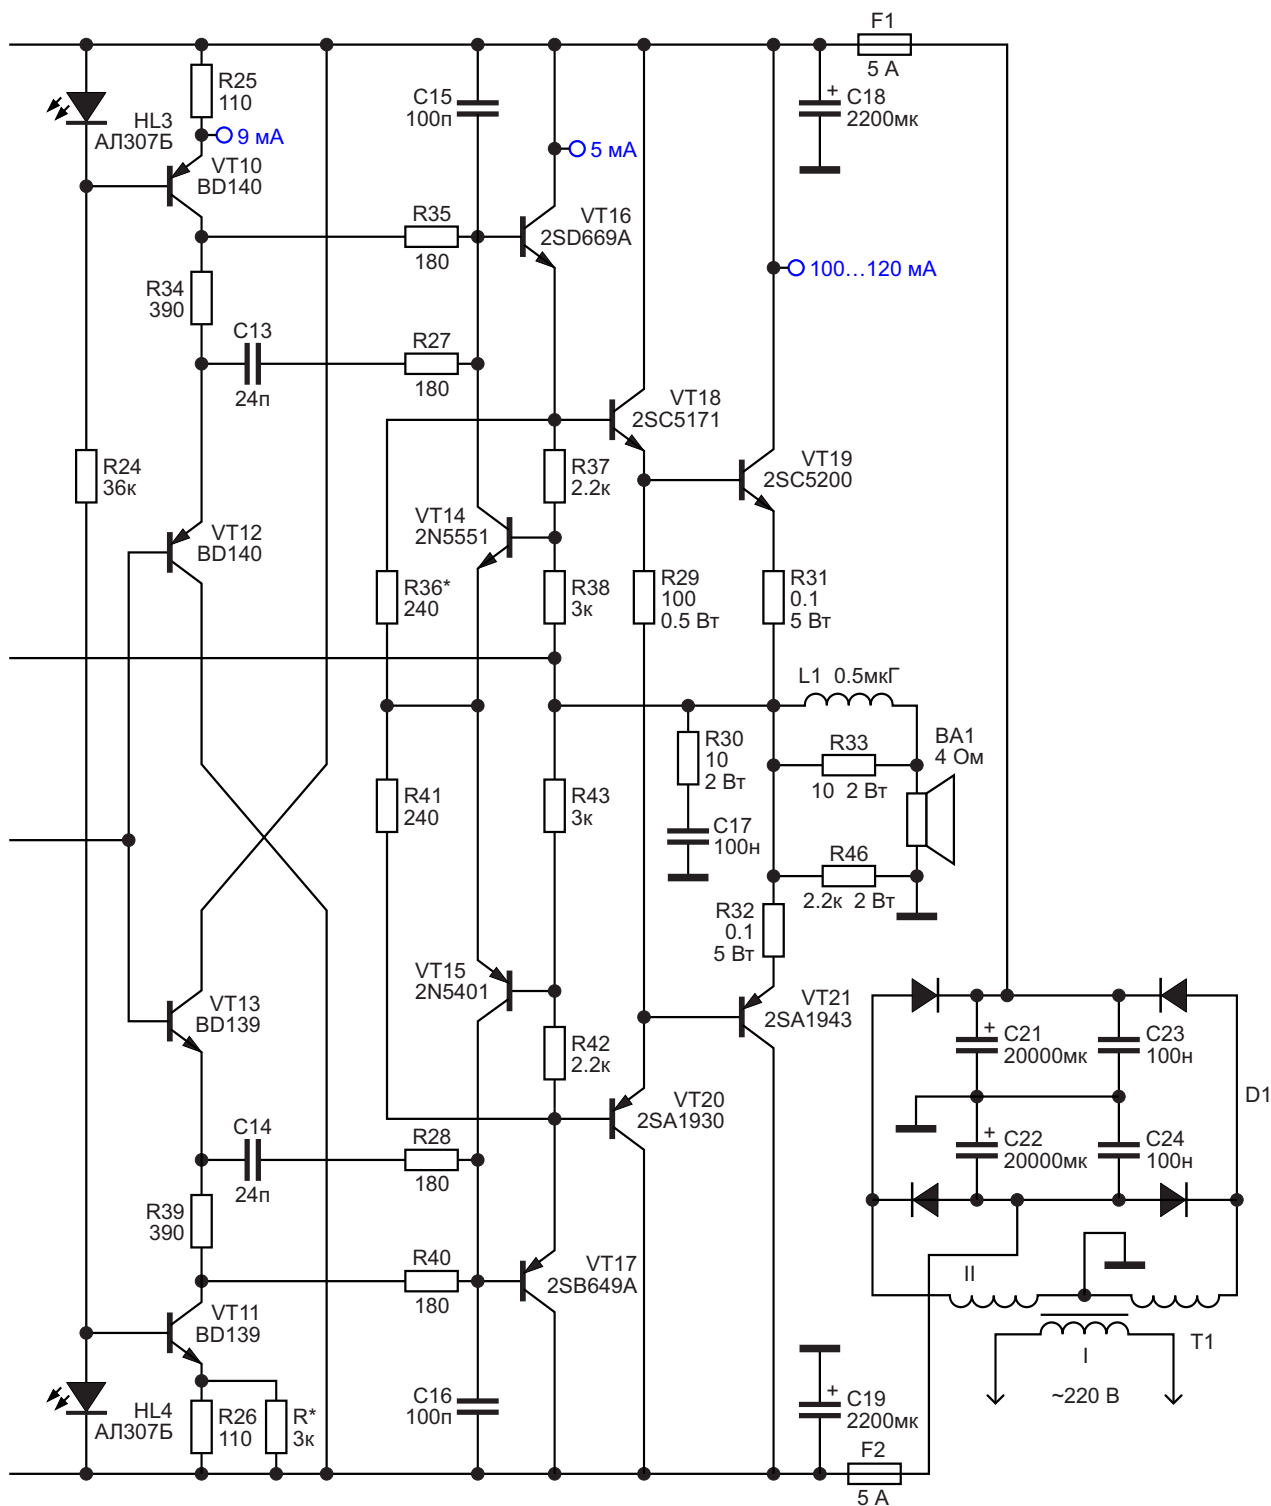 F1
5 А
R25
110
HL3
АЛ307Б
9 мА
C15
100п
+
C18
2200мк
5 мА
VT10
BD140
R35
180
VT16
2SD669A
100...120 мА
R34
390
C13
24п
R27
180
VT18
2SC5171
R24
36к
R37
2.2к
VT19
2SC5200
VT14
2N5551
VT12
BD140
R36*
240
R38
3к
R29
100
0.5 Вт
R31
0.1
5 Вт
L1 0.5мкГ
R30
10
2 Вт
R33
10 2 Вт
BA1
4 Ом
R41
240
R43
3к
C17
100н
R46
2.2к 2 Вт
R32
0.1
5 Вт
VT15
2N5401
VT13
BD139
VT21
2SA1943
R42
2.2к
+
C21
20000мк
C23
100н
D1
VT20
2SA1930
C14
24п
R28
180
+
C22
20000мк
C24
100н
R39
390
R40
180
VT17
2SB649A
II
VT11
BD139
T1
I
~220 В
HL4
АЛ307Б
R26
110
R*
3к
C16
100п
+
C19
2200мк
F2
5 А